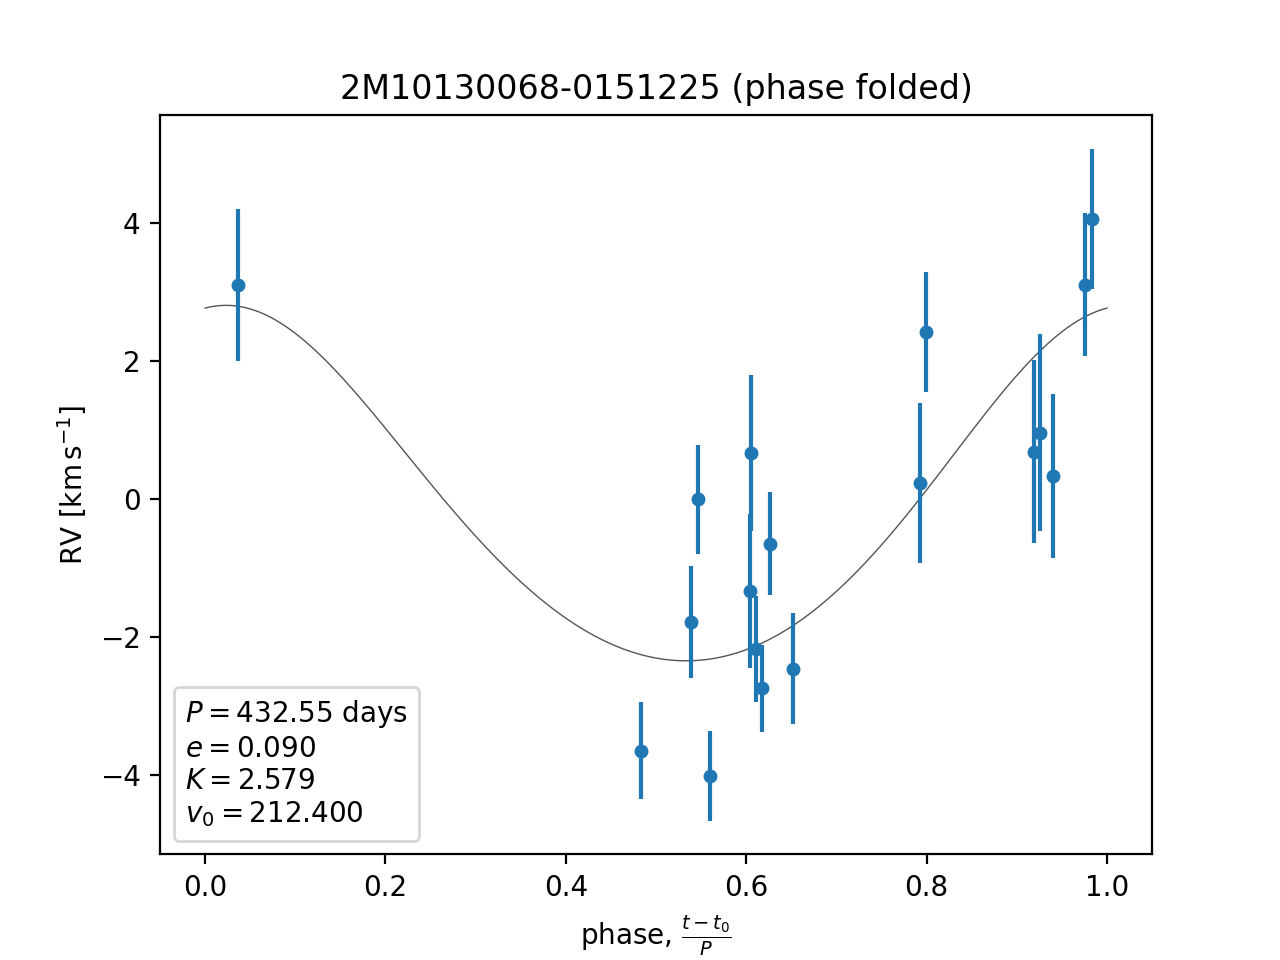 2M10130068-0151225 (phase folded)
RV [km s⁻¹]
4
2
0
−2
−4
P = 432.55 days
e = 0.090
K = 2.579
v₀ = 212.400
0.0 0.2 0.4 0.6 0.8 1.0
phase, (t − t₀)/P